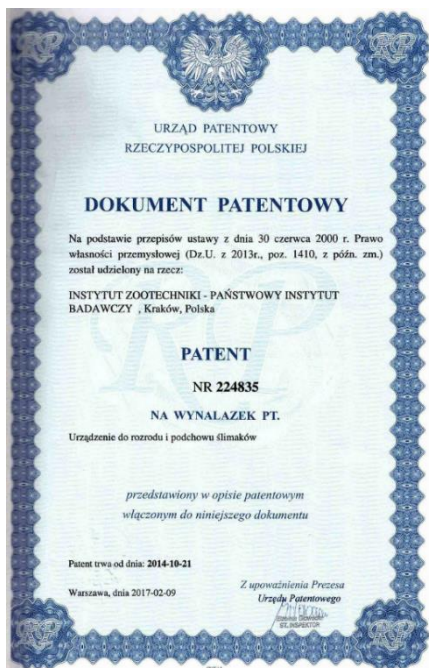 URZĄD PATENTOWY
RZECZYPOSPOLITEJ POLSKIEJ
DOKUMENT PATENTOWY
Na podstawie przepisów ustawy z dnia 30 czerwca 2000 r. Prawo
własności przemysłowej (Dz.U. z 2013r., poz. 1410, z późn. zm.)
został udzielony na rzecz:
INSTYTUT ZOOTECHNIKI - PAŃSTWOWY INSTYTUT
BADAWCZY , Kraków, Polska
PATENT
NR 224835
NA WYNALAZEK PT.
Urządzenie do rozrodu i podchowu ślimaków
przedstawiony w opisie patentowym
włączonym do niniejszego dokumentu
Patent trwa od dnia: 2014-10-21
Z upoważnienia Prezesa
Warszawa, dnia 2017-02-09
Urzędu Patentowego
ST. INSPEKTOR